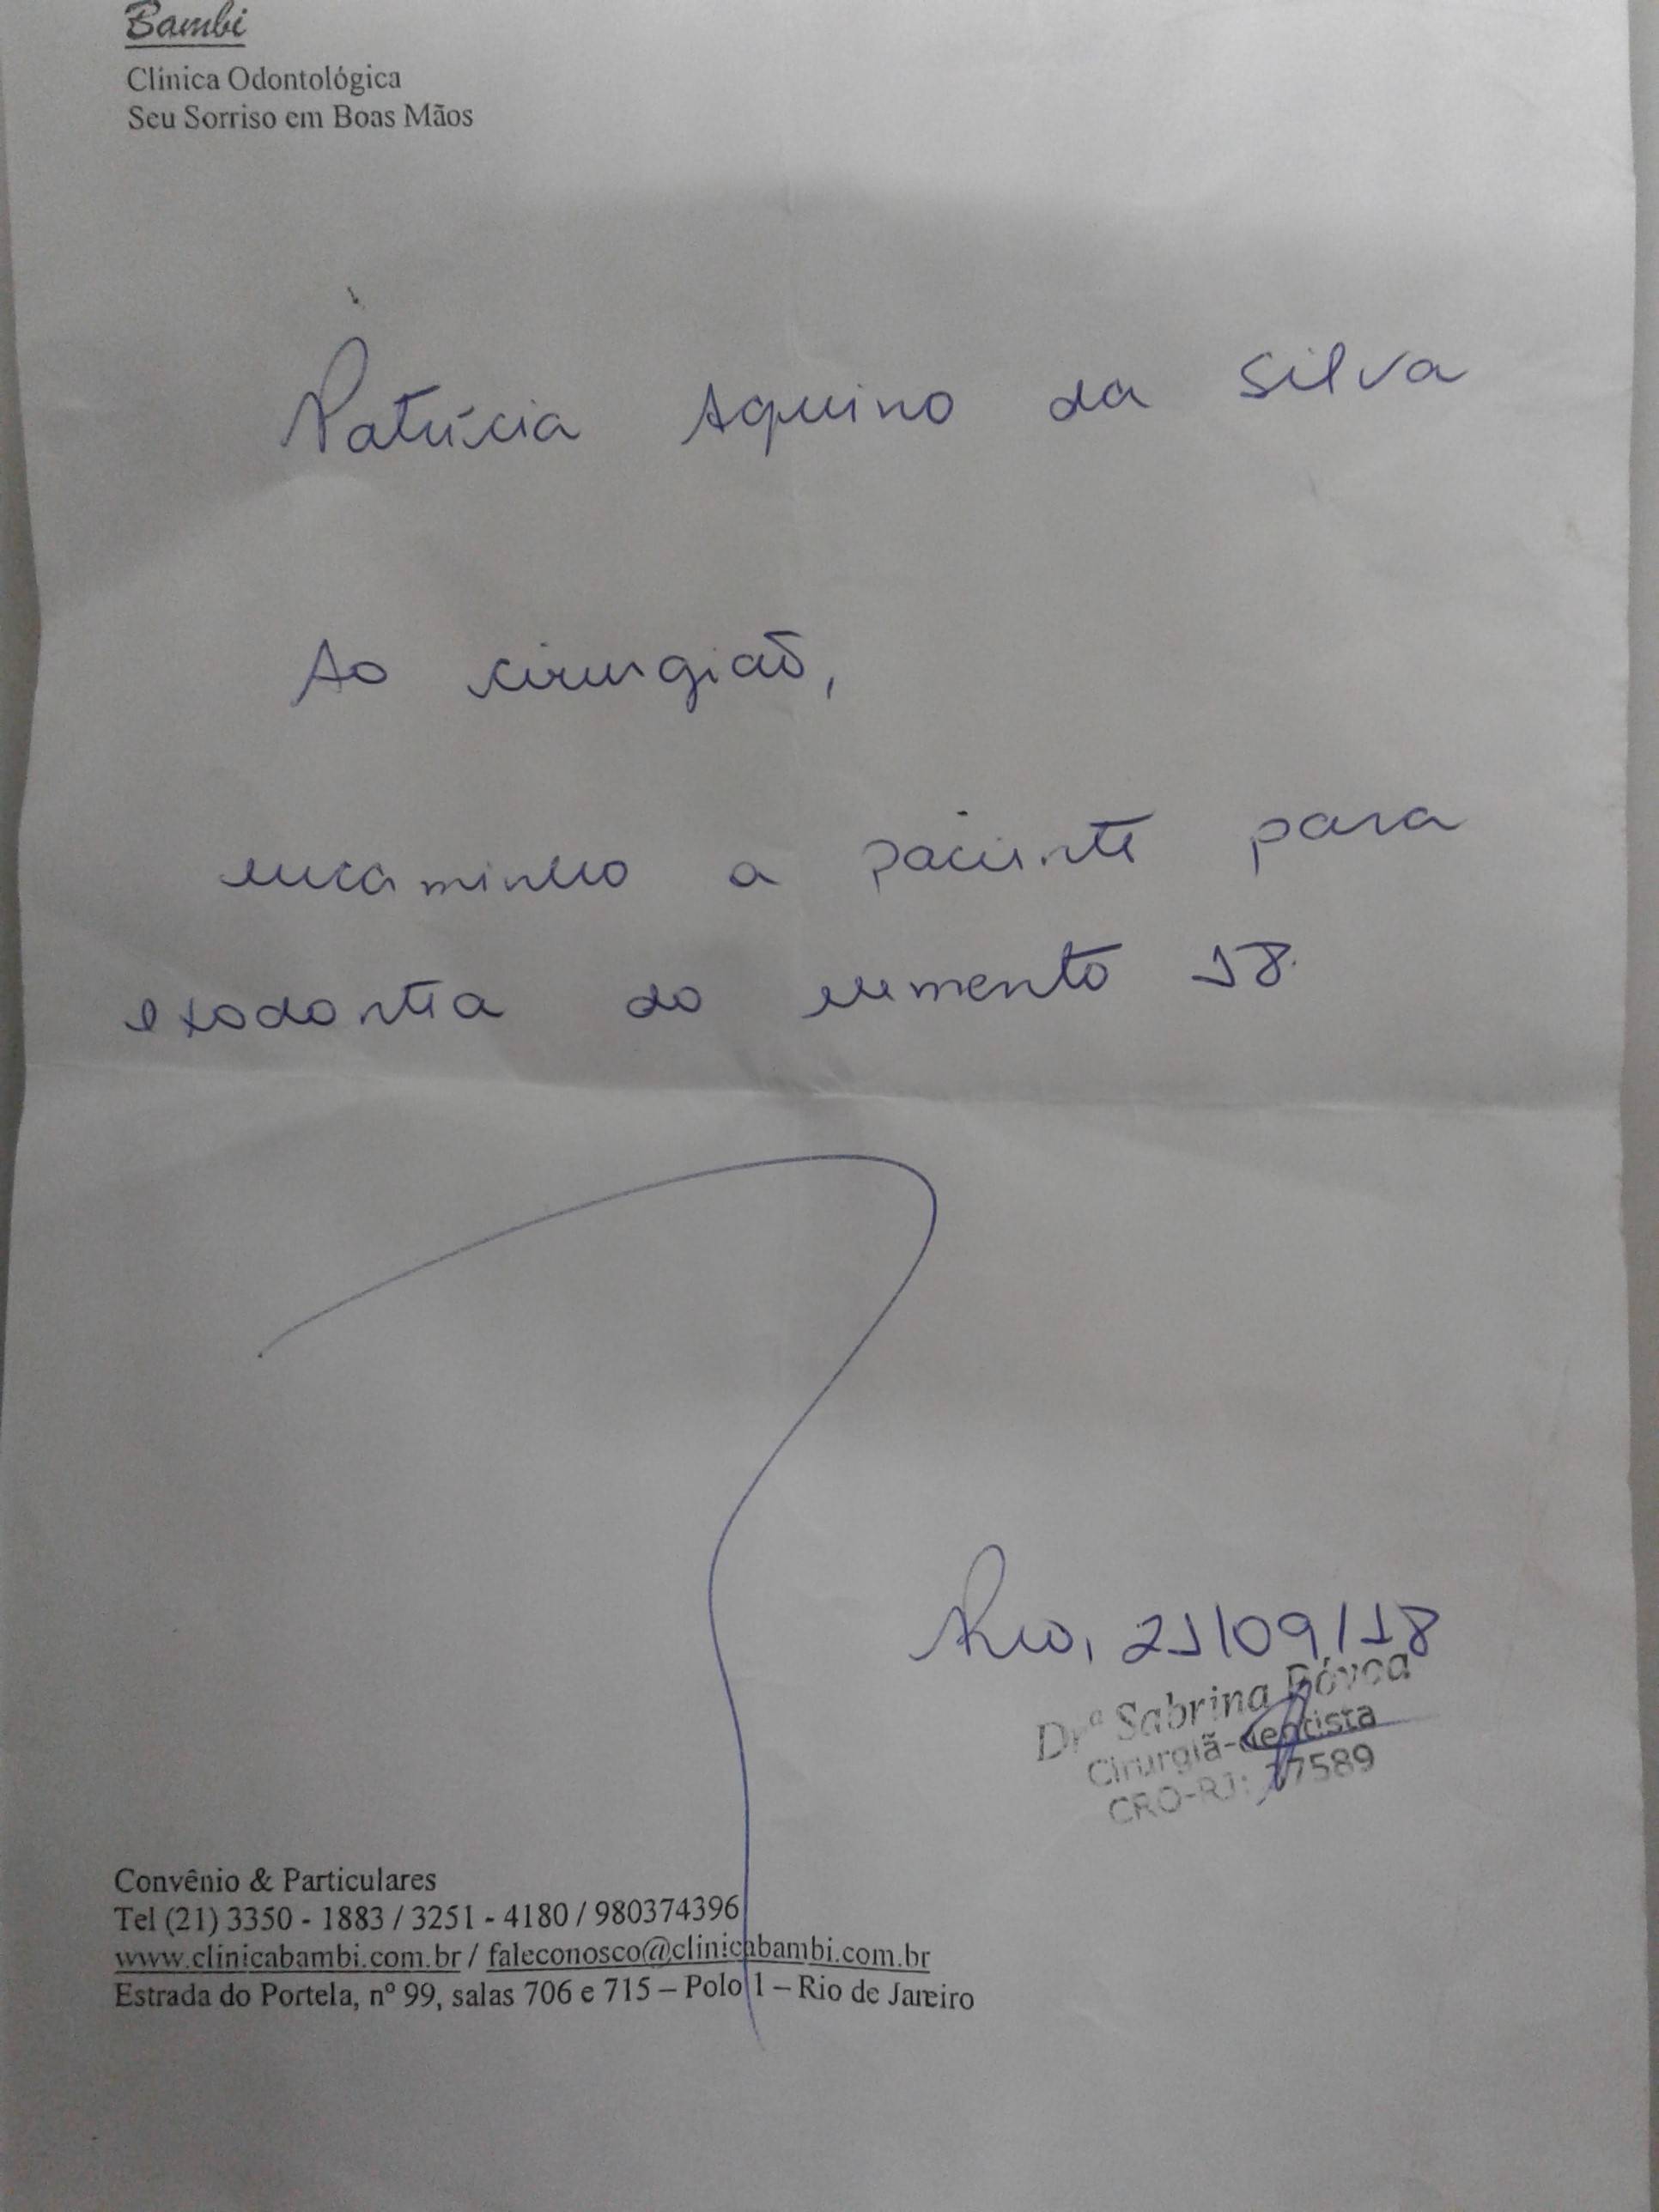 Bambi
Clínica Odontológica
Seu Sorriso em Boas Mãos
Patrícia Aquino da Silva
Ao cirurgião,
encaminho a paciente para
exodontia do elemento 18.
Rio, 21/09/18
Drª Sabrina Póvoa
Cirurgiã-dentista
CRO-RJ: 7589
Convênio & Particulares
Tel (21) 3350 - 1883 / 3251 - 4180 / 980374396
www.clinicabambi.com.br / faleconosco@clinicabambi.com.br
Estrada do Portela, nº 99, salas 706 e 715 – Polo 1 – Rio de Janeiro